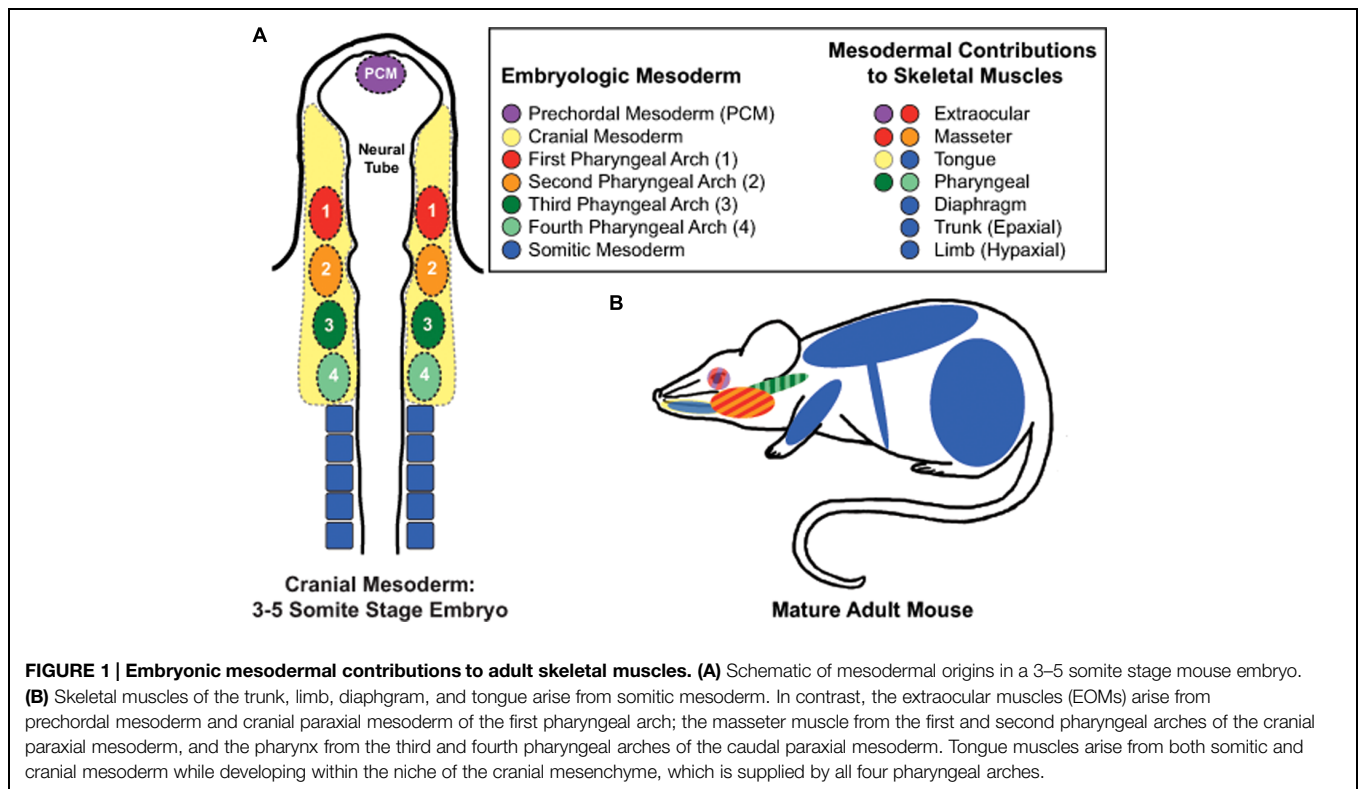 A
PCM
Neural
Tube
1
1
2
2
3
3
4
4
Cranial Mesoderm:
3-5 Somite Stage Embryo
Embryologic Mesoderm
Prechordal Mesoderm (PCM)
Cranial Mesoderm
First Pharyngeal Arch (1)
Second Pharyngeal Arch (2)
Third Phayngeal Arch (3)
Fourth Pharyngeal Arch (4)
Somitic Mesoderm
Mesodermal Contributions
to Skeletal Muscles
Extraocular
Masseter
Tongue
Pharyngeal
Diaphragm
Trunk (Epaxial)
Limb (Hypaxial)
B
Mature Adult Mouse
FIGURE 1 | Embryonic mesodermal contributions to adult skeletal muscles. (A) Schematic of mesodermal origins in a 3–5 somite stage mouse embryo.
(B) Skeletal muscles of the trunk, limb, diaphgram, and tongue arise from somitic mesoderm. In contrast, the extraocular muscles (EOMs) arise from
prechordal mesoderm and cranial paraxial mesoderm of the first pharyngeal arch; the masseter muscle from the first and second pharyngeal arches of the cranial
paraxial mesoderm, and the pharynx from the third and fourth pharyngeal arches of the caudal paraxial mesoderm. Tongue muscles arise from both somitic and
cranial mesoderm while developing within the niche of the cranial mesenchyme, which is supplied by all four pharyngeal arches.